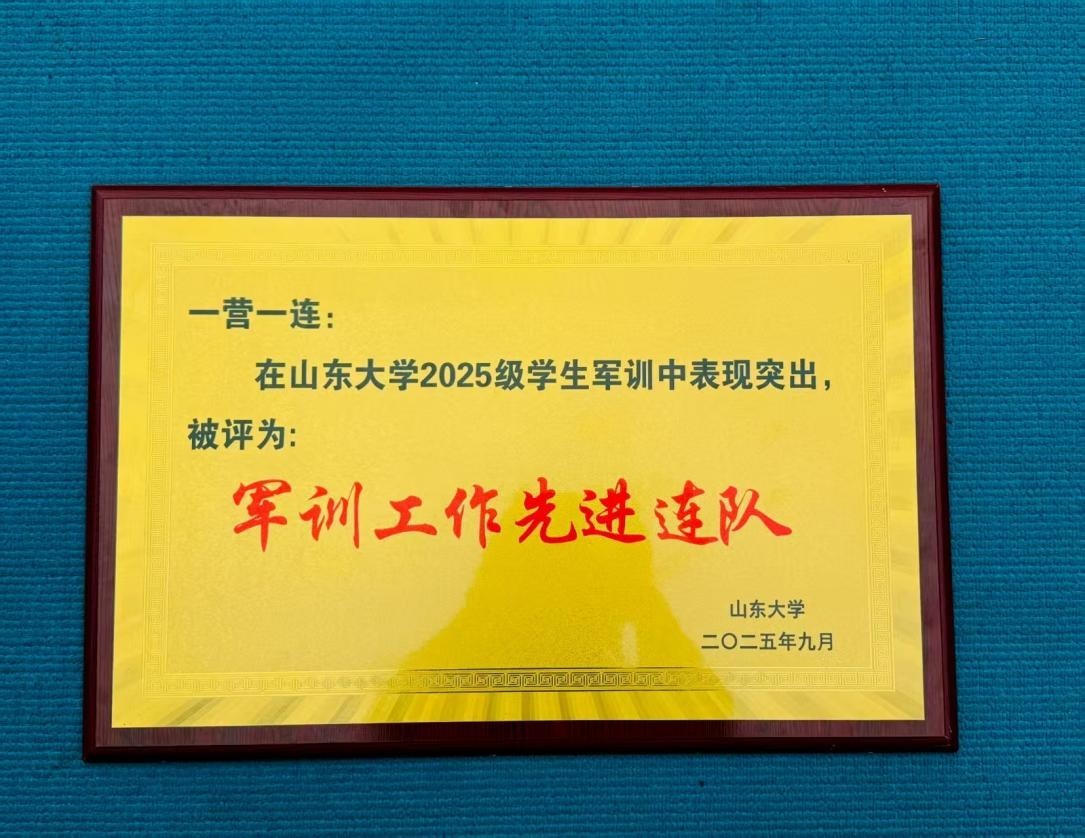 一营一连:
在山东大学2025级学生军训中表现突出,
被评为:
军训工作先进连队
山东大学
二〇二五年九月